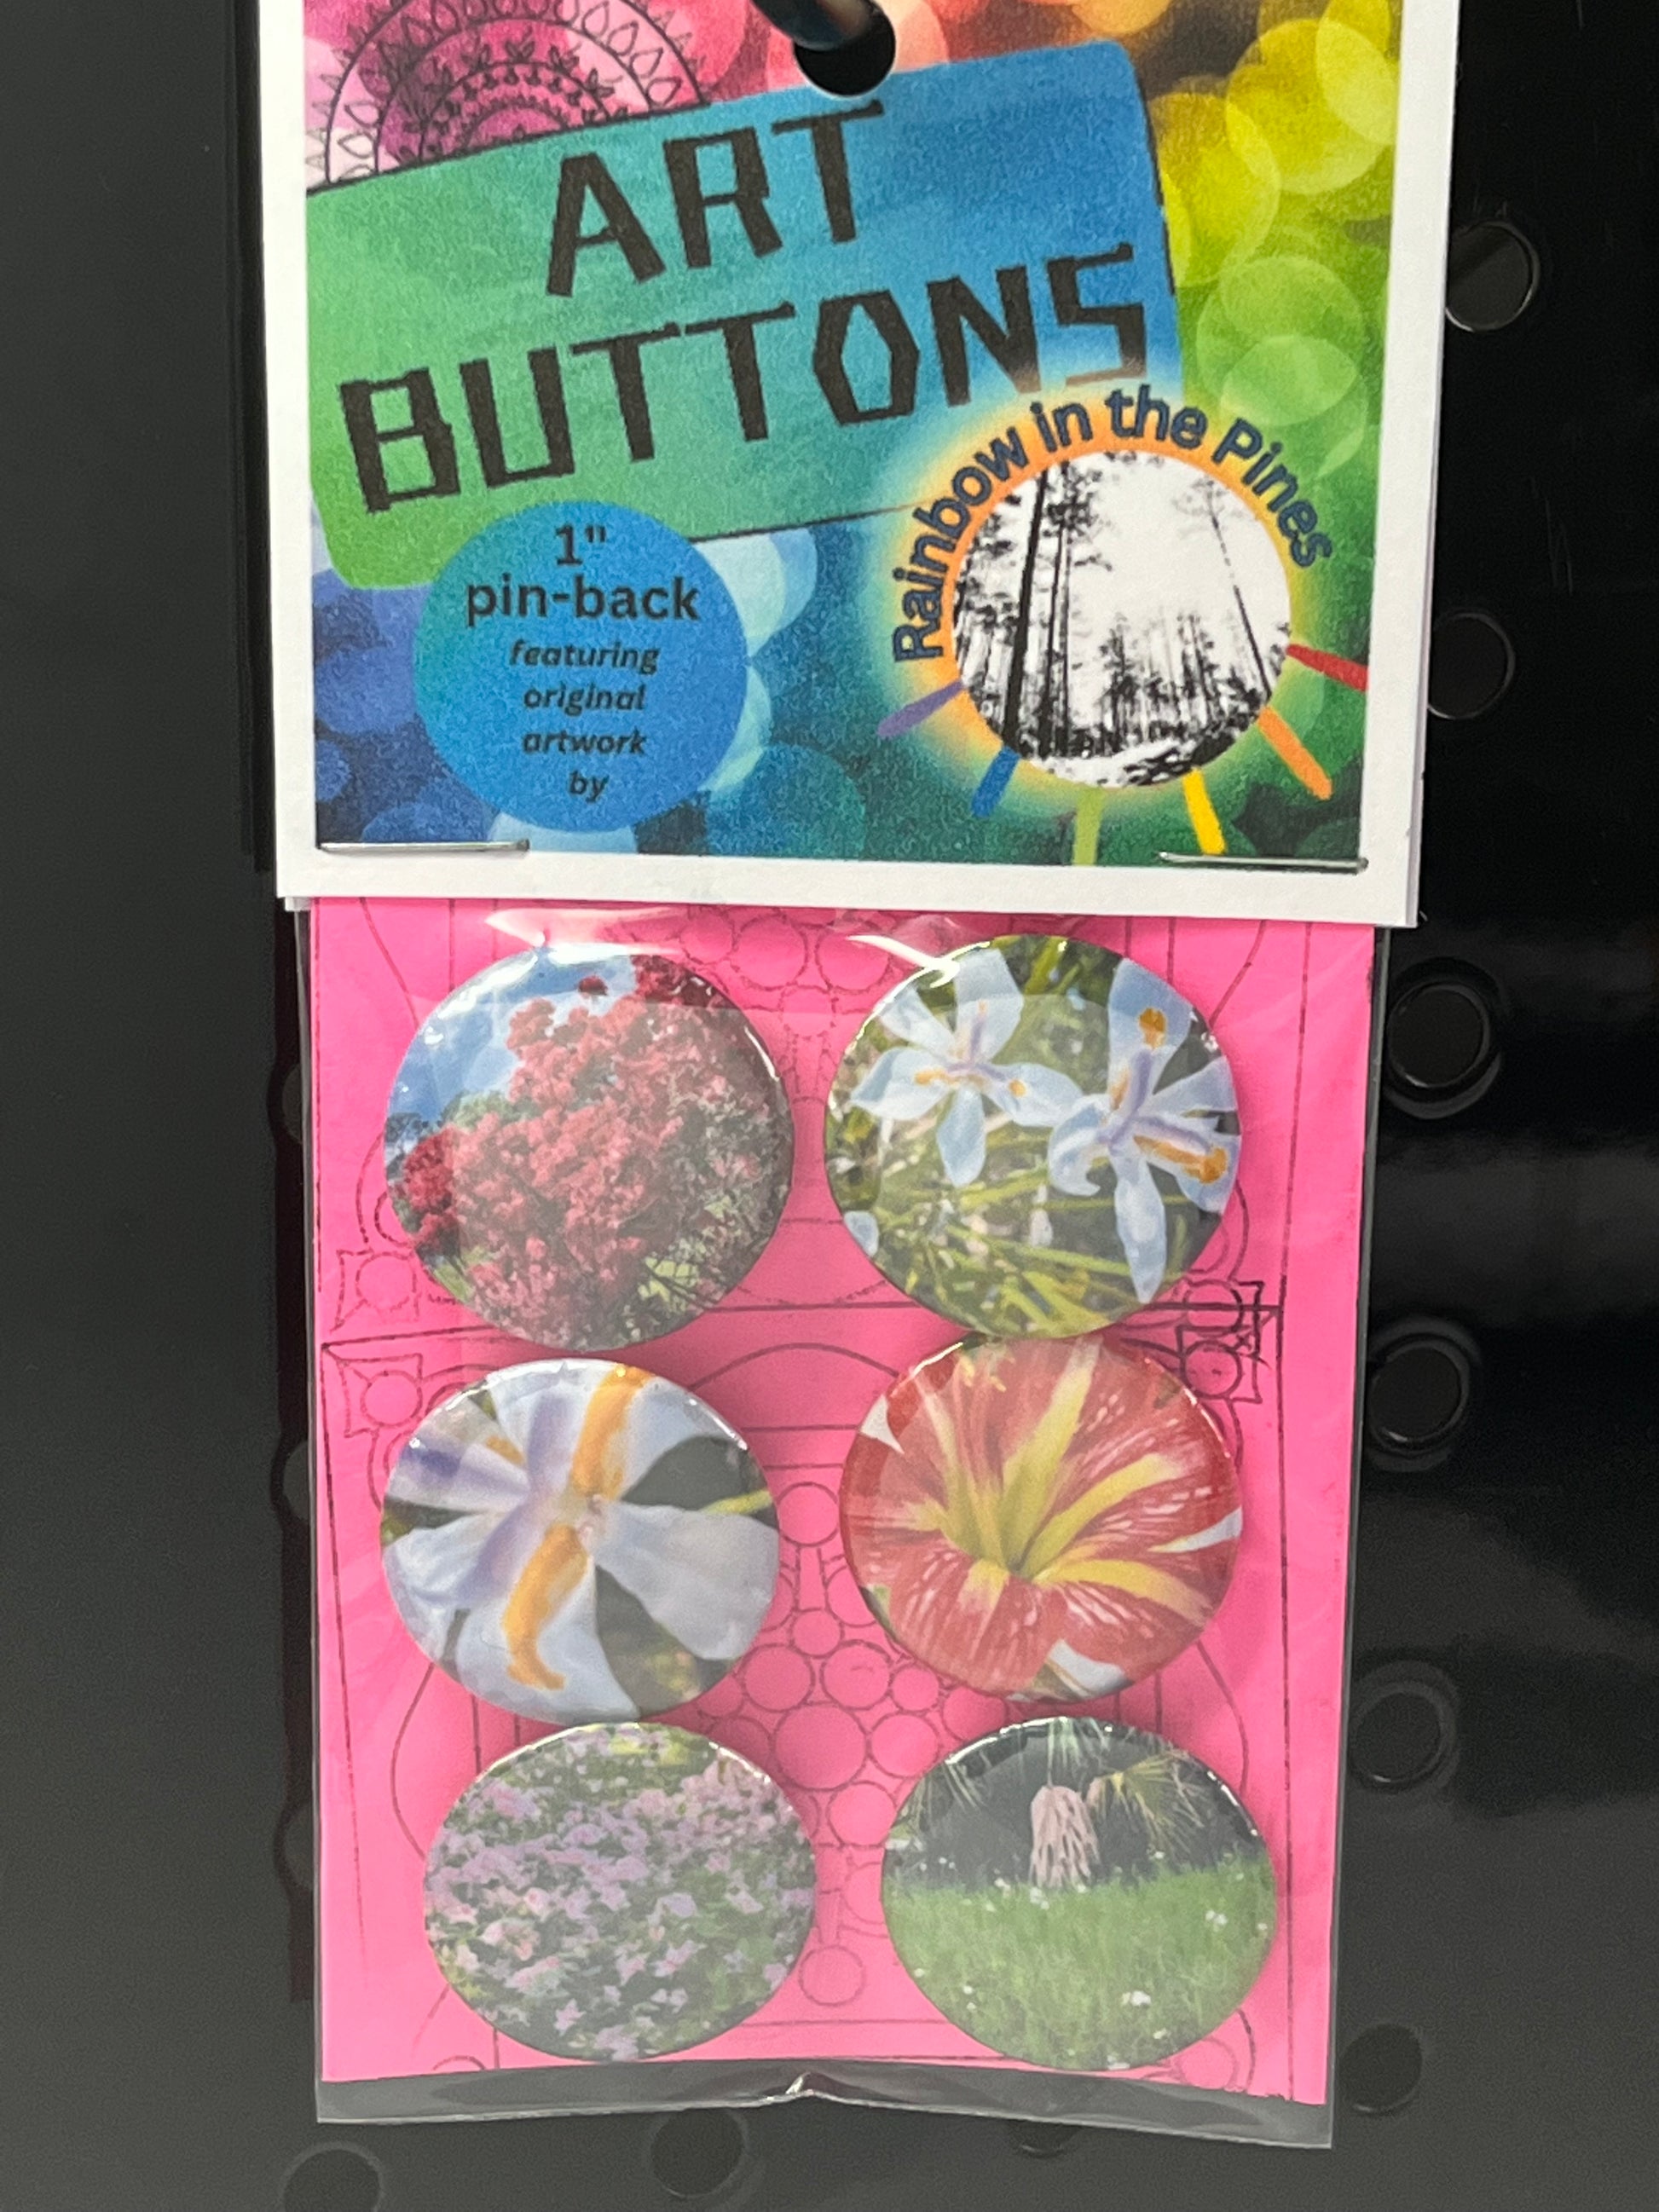 ART
BUTTONS
Rainbow in the Pines
1"
pin-back
featuring
original
artwork
by